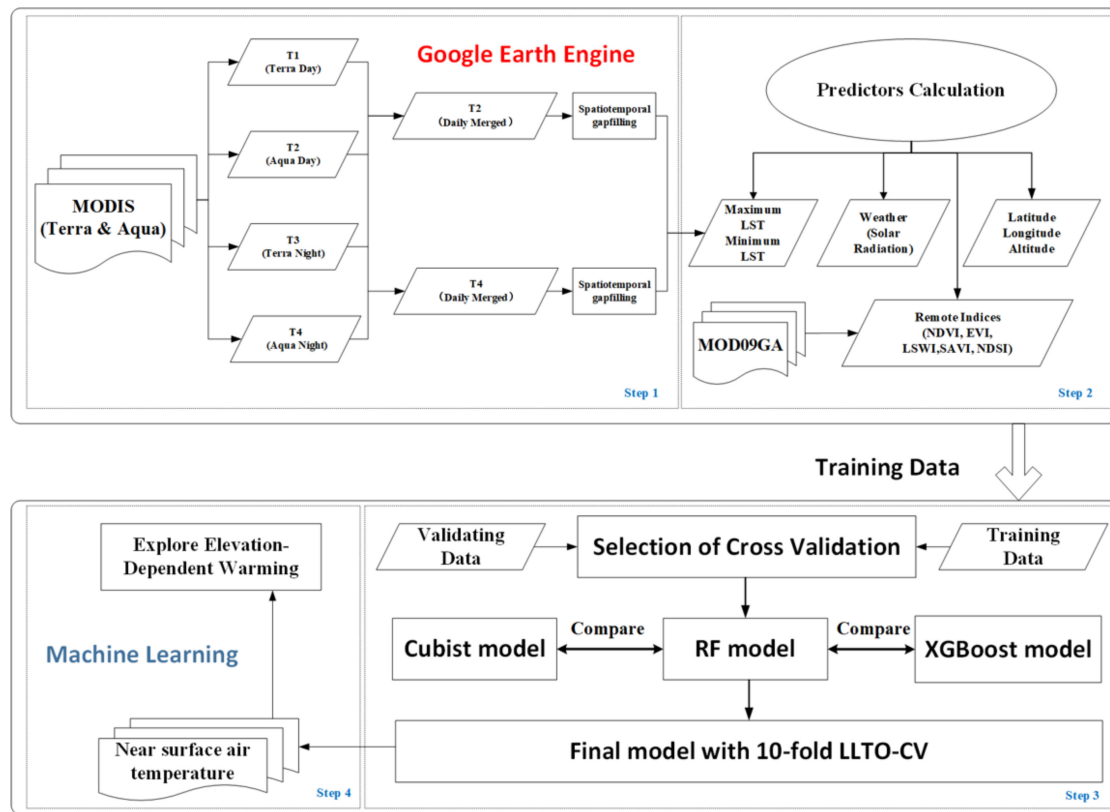 Google Earth Engine
MODIS
(Terra & Aqua)
T1
(Terra Day)
T2
(Aqua Day)
T3
(Terra Night)
T4
(Aqua Night)
T2
(Daily Merged）
T4
（Daily Merged）
Spatiotemporal
gapfilling
Spatiotemporal
gapfilling
Step 1
Predictors Calculation
Maximum
LST
Minimum
LST
Weather
(Solar
Radiation)
Latitude
Longitude
Altitude
MOD09GA
Remote Indices
(NDVI, EVI,
LSWI,SAVI, NDSI)
Step 2
Training Data
Validating
Data
Selection of Cross Validation
Training
Data
Cubist model
Compare
RF model
Compare
XGBoost model
Final model with 10-fold LLTO-CV
Step 3
Explore Elevation-
Dependent Warming
Machine Learning
Near surface air
temperature
Step 4